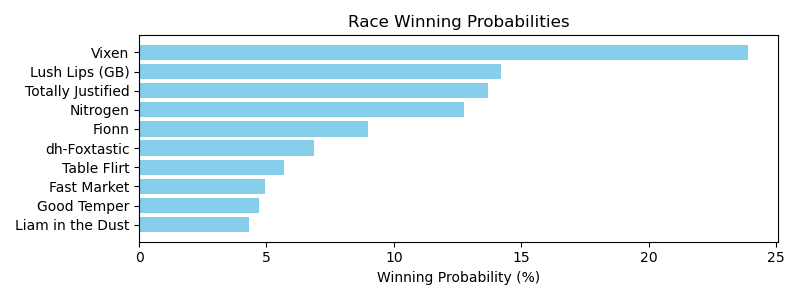 Race Winning Probabilities
Vixen
Lush Lips (GB)
Totally Justified
Nitrogen
Fionn
dh-Foxtastic
Table Flirt
Fast Market
Good Temper
Liam in the Dust
0 5 10 15 20 25
Winning Probability (%)